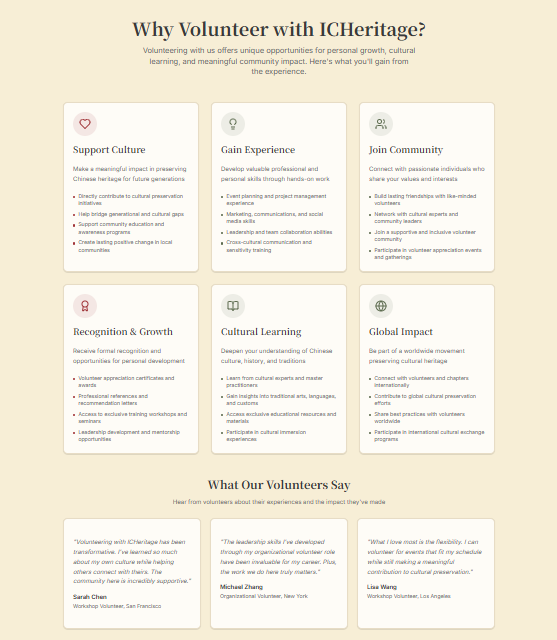 Why Volunteer with ICHeritage?
Volunteering with us offers unique opportunities for personal growth, cultural
learning, and meaningful community impact. Here's what you'll gain from
the experience.
Support Culture
Make a meaningful impact in preserving
Chinese heritage for future generations
Directly contribute to cultural preservation
initiatives
Help bridge generational and cultural gaps
Support community education and
awareness programs
Create lasting positive change in local
communities
Gain Experience
Develop valuable professional and
personal skills through hands-on work
Event planning and project management
experience
Marketing, communications, and social
media skills
Leadership and team collaboration abilities
Cross-cultural communication and
sensitivity training
Join Community
Connect with passionate individuals who
share your values and interests
Build lasting friendships with like-minded
volunteers
Network with cultural experts and
community leaders
Join a supportive and inclusive volunteer
community
Participate in volunteer appreciation events
and gatherings
Recognition & Growth
Receive formal recognition and
opportunities for personal development
Volunteer appreciation certificates and
awards
Professional references and
recommendation letters
Access to exclusive training workshops and
seminars
Leadership development and mentorship
opportunities
Cultural Learning
Deepen your understanding of Chinese
culture, history, and traditions
Learn from cultural experts and master
practitioners
Gain insights into traditional arts, languages,
and customs
Access exclusive educational resources and
materials
Participate in cultural immersion
experiences
Global Impact
Be part of a worldwide movement
preserving cultural heritage
Connect with volunteers and chapters
internationally
Contribute to global cultural preservation
efforts
Share best practices with volunteers
worldwide
Participate in international cultural exchange
programs
What Our Volunteers Say
Hear from volunteers about their experiences and the impact they've made
"Volunteering with ICHeritage has been
transformative. I've learned so much
about my own culture while helping
others connect with theirs. The
community here is incredibly supportive."
Sarah Chen
Workshop Volunteer, San Francisco
"The leadership skills I've developed
through my organizational volunteer role
have been invaluable for my career. Plus,
the work we do here truly matters."
Michael Zhang
Organizational Volunteer, New York
"What I love most is the flexibility. I can
volunteer for events that fit my schedule
while still making a meaningful
contribution to cultural preservation."
Lisa Wang
Workshop Volunteer, Los Angeles